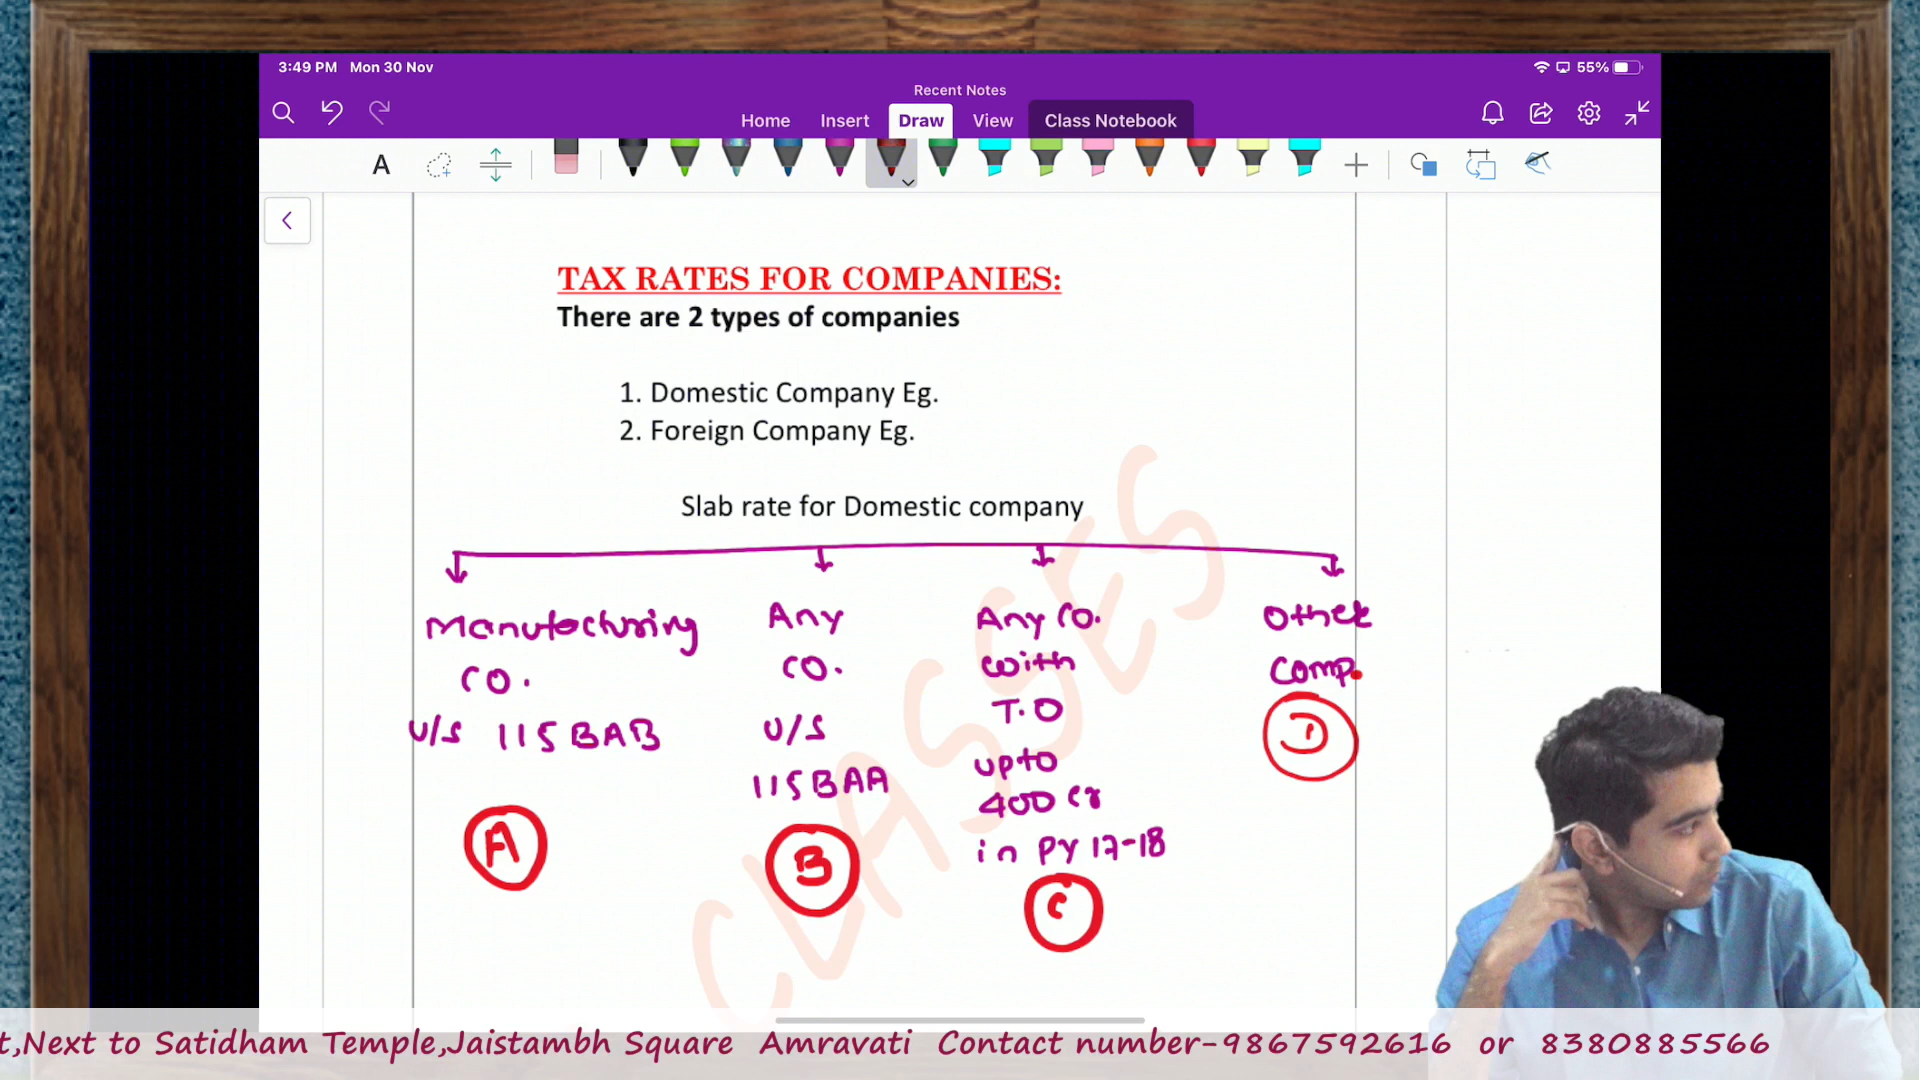 3:49 PM Mon 30 Nov
55%
Recent Notes
Home Insert Draw View Class Notebook
A
TAX RATES FOR COMPANIES:
There are 2 types of companies
1. Domestic Company Eg.
2. Foreign Company Eg.
Slab rate for Domestic company
Manufacturing
CO.
U/S 115BAB
A
Any
CO.
U/S
115BAA
B
Any CO.
with
T.O
upto
400 Cr
in PY 17-18
C
Other
Comp.
D
CLASSES
t,Next to Satidham Temple,Jaistambh Square Amravati Contact number-9867592616 or 8380885566